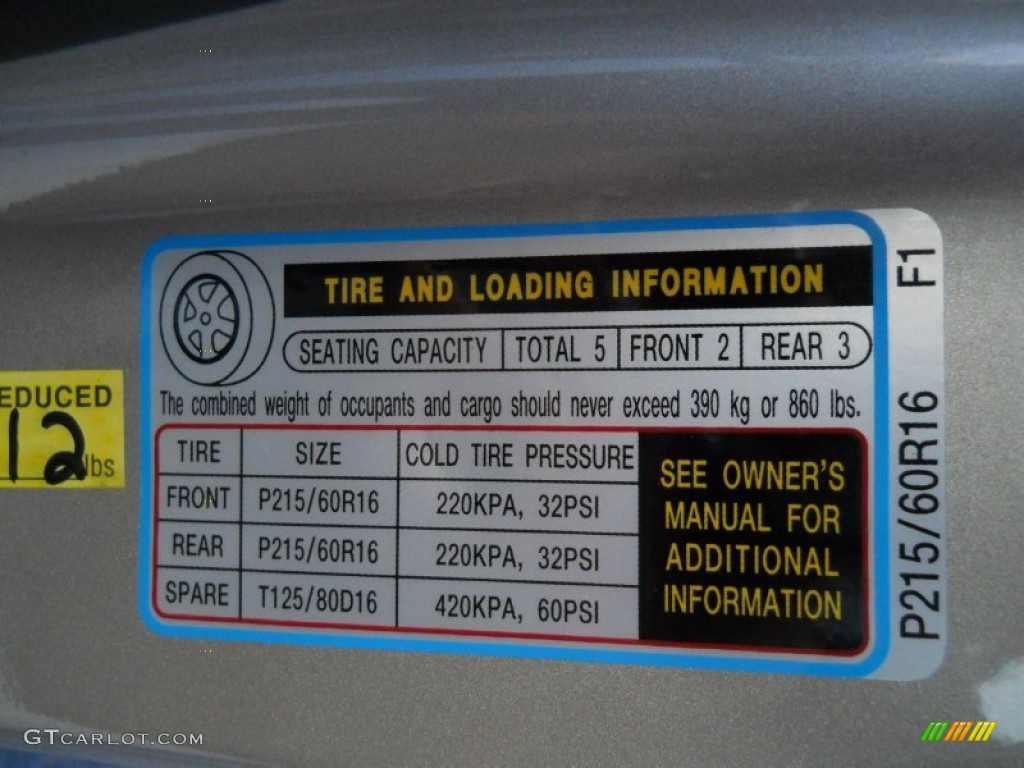 TIRE AND LOADING INFORMATION
SEATING CAPACITY TOTAL 5 FRONT 2 REAR 3
The combined weight of occupants and cargo should never exceed 390 kg or 860 lbs.
TIRE SIZE COLD TIRE PRESSURE
FRONT P215/60R16 220KPA, 32PSI
REAR P215/60R16 220KPA, 32PSI
SPARE T125/80D16 420KPA, 60PSI
SEE OWNER'S
MANUAL FOR
ADDITIONAL
INFORMATION
P215/60R16 F1
EDUCED
12 lbs
GTCARLOT.COM